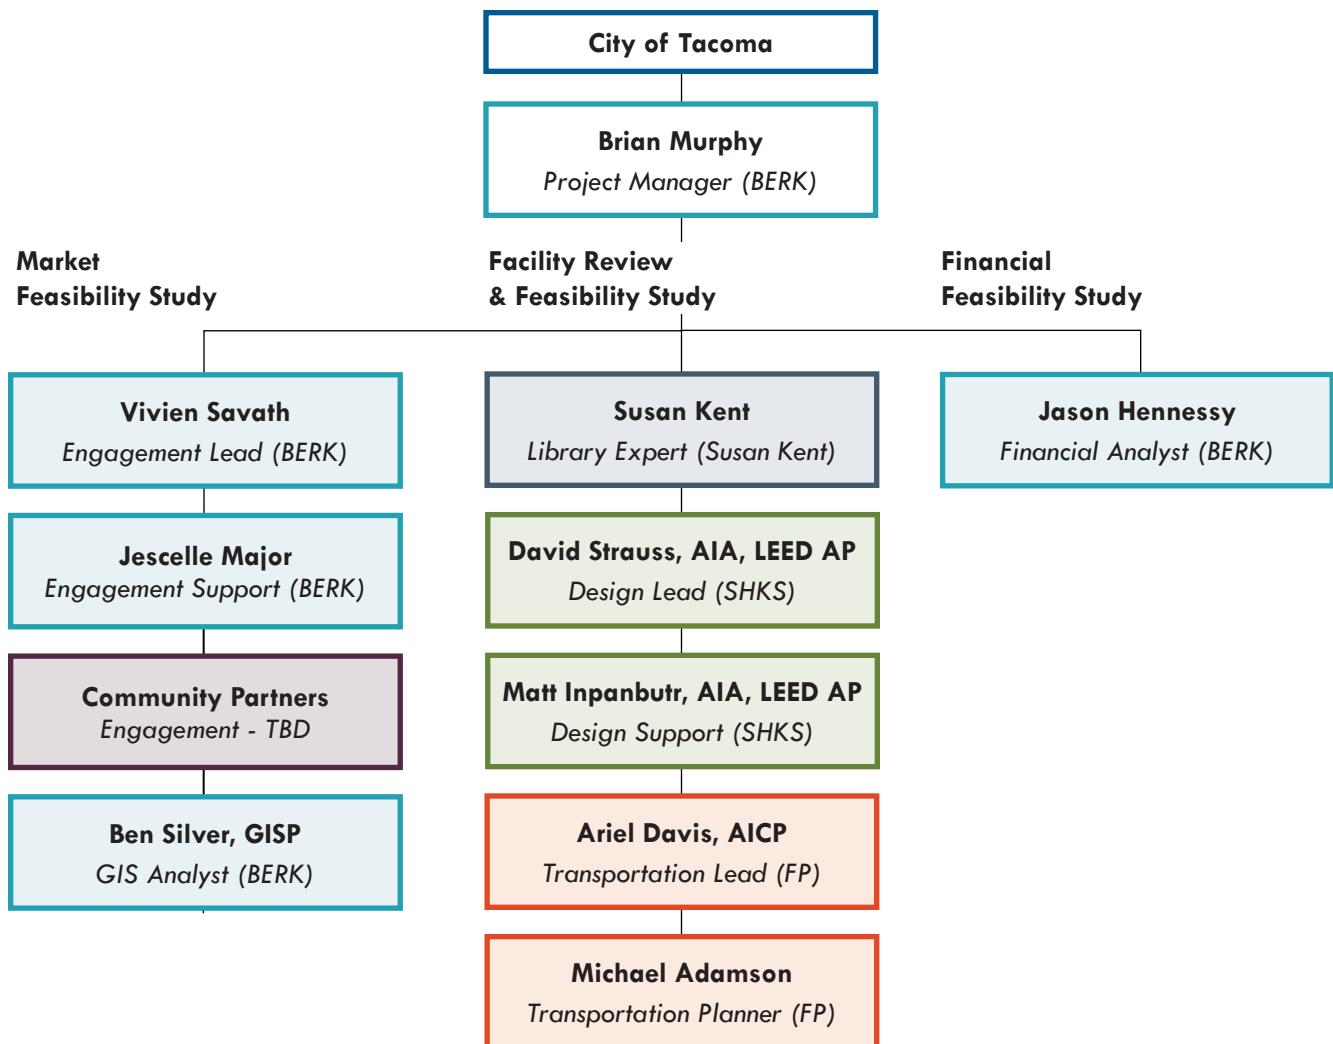 City of Tacoma
Brian Murphy
Project Manager (BERK)
Market
Feasibility Study
Facility Review
& Feasibility Study
Financial
Feasibility Study
Vivien Savath
Engagement Lead (BERK)
Jescelle Major
Engagement Support (BERK)
Community Partners
Engagement - TBD
Ben Silver, GISP
GIS Analyst (BERK)
Susan Kent
Library Expert (Susan Kent)
David Strauss, AIA, LEED AP
Design Lead (SHKS)
Matt Inpanbutr, AIA, LEED AP
Design Support (SHKS)
Ariel Davis, AICP
Transportation Lead (FP)
Michael Adamson
Transportation Planner (FP)
Jason Hennessy
Financial Analyst (BERK)